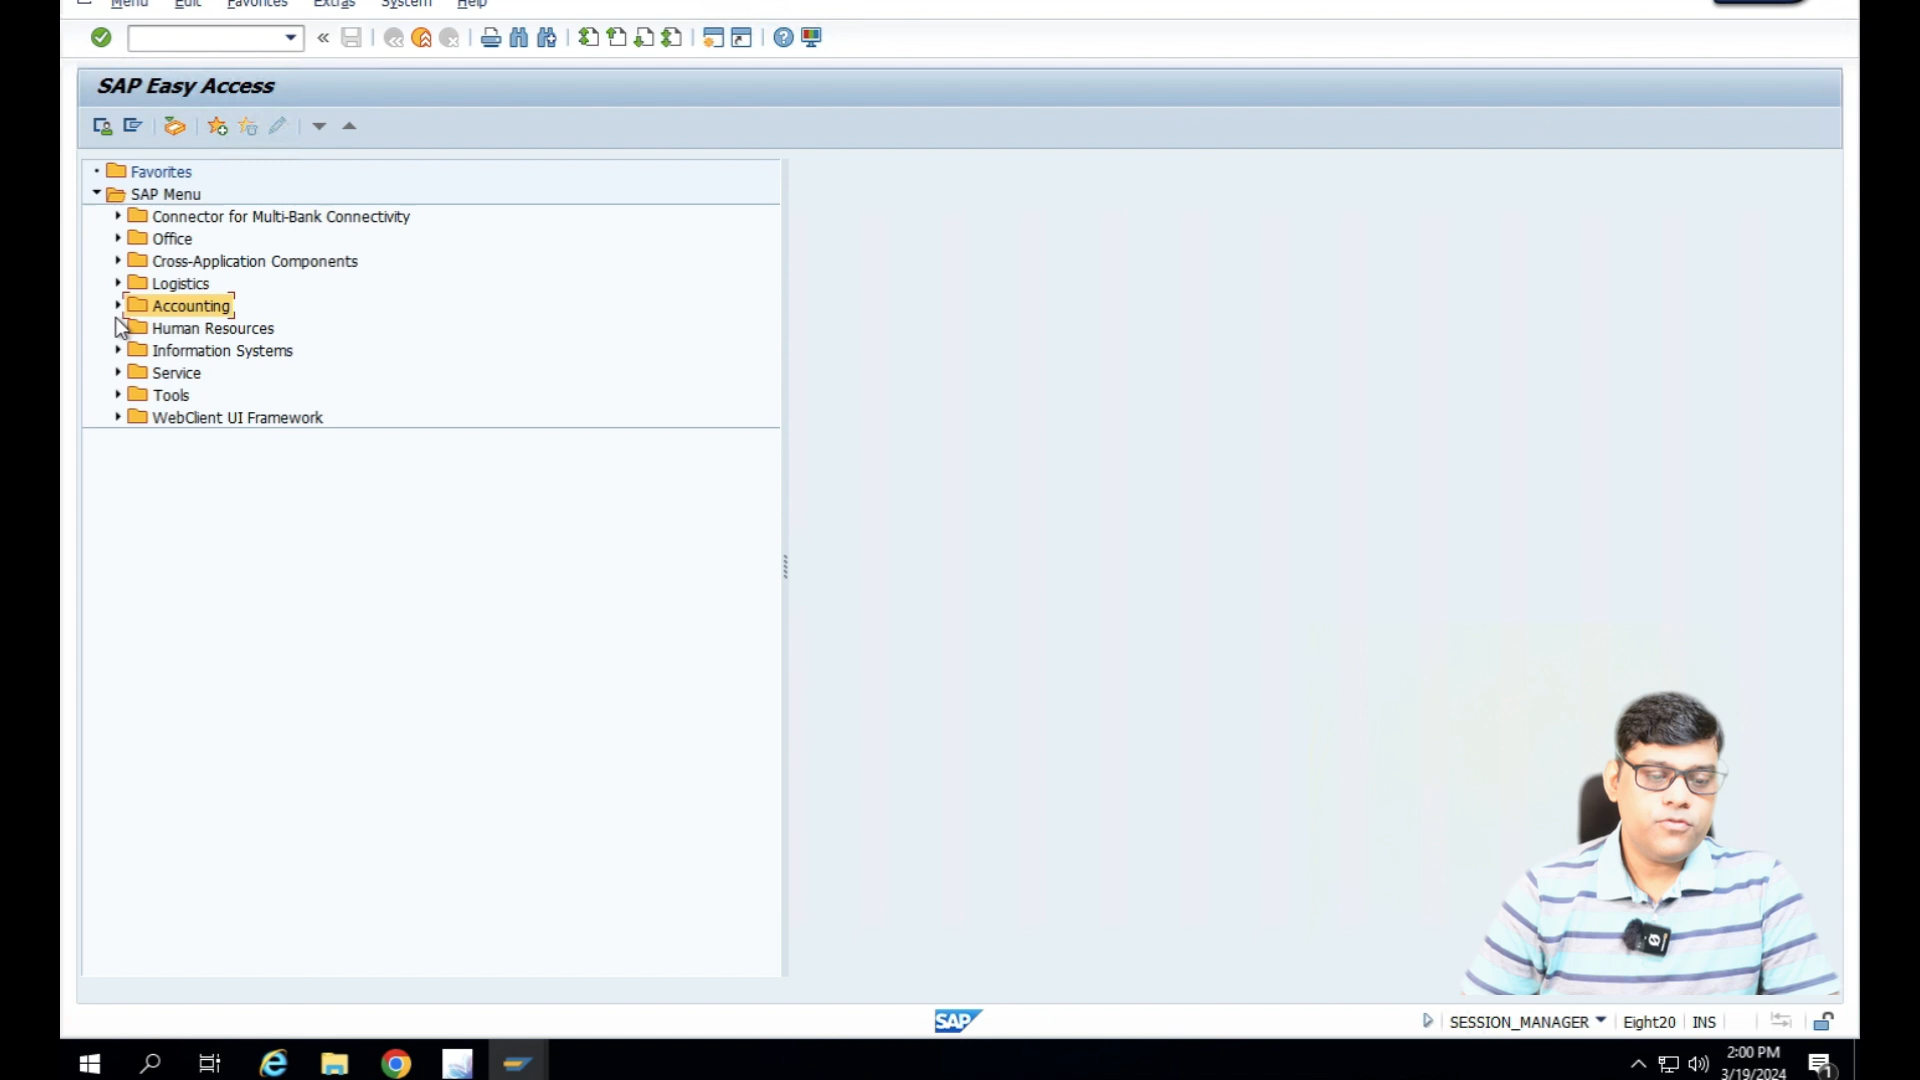 Menu Edit Favorites Extras System Help
SAP Easy Access
Favorites
SAP Menu
Connector for Multi-Bank Connectivity
Office
Cross-Application Components
Logistics
Accounting
Human Resources
Information Systems
Service
Tools
WebClient UI Framework
SAP
SESSION_MANAGER Eight20 INS
2:00 PM
3/19/2024
1